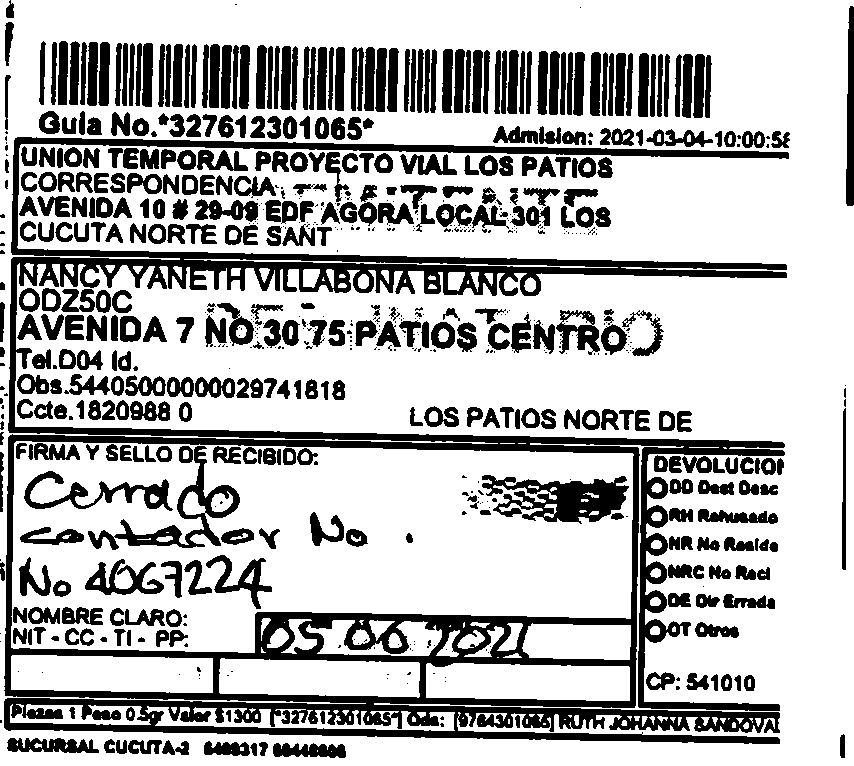 Guia No.*327612301065*
Admision: 2021-03-04-10:00:58
UNION TEMPORAL PROYECTO VIAL LOS PATIOS
CORRESPONDENCIA
AVENIDA 10 # 29-09 EDF AGORA LOCAL 301 LOS
CUCUTA NORTE DE SANT
NANCY YANETH VILLABONA BLANCO
ODZ50C
AVENIDA 7 NO 30 75 PATIOS CENTRO
Tel.D04 Id.
Obs.544050000000029741818
Ccte.1820988 0
LOS PATIOS NORTE DE
FIRMA Y SELLO DE RECIBIDO:
Cerrado
contador No .
No 4067224
NOMBRE CLARO:
NIT - CC - TI - PP:
05 06 2021
DEVOLUCION
DD Dest Desc
RH Rehusado
NR No Reside
NRC No Recl
DE Dir Errada
OT Otros
CP: 541010
Piezas 1 Peso 0.5gr Valor $1300 [*327612301065*] Ods: [9764301065] RUTH JOHANNA SANDOVAL
SUCURSAL CUCUTA-2